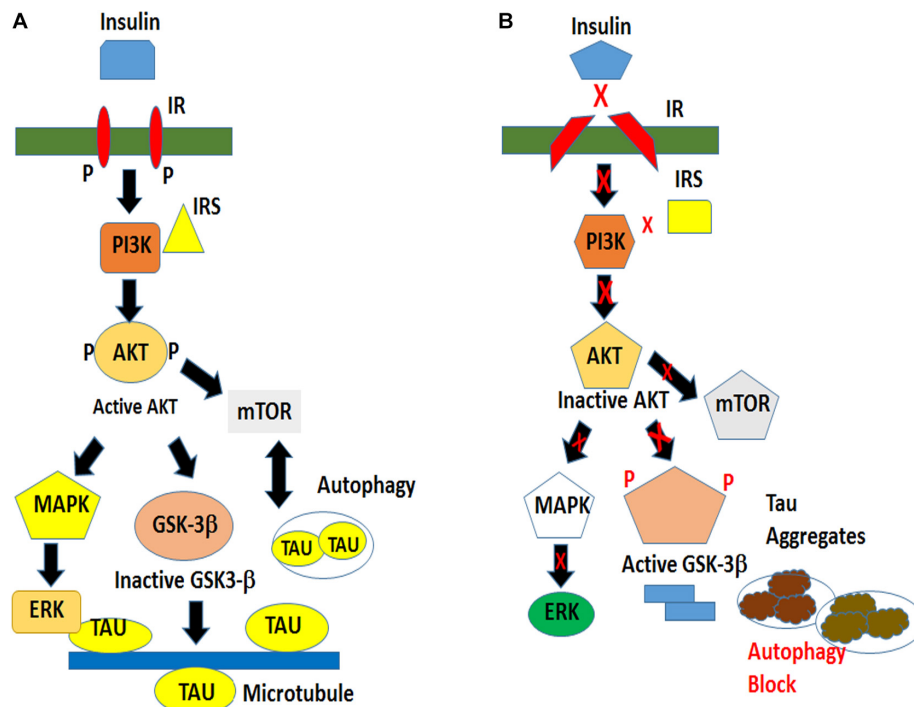 A
Insulin
IR
P
P
IRS
PI3K
P
AKT
P
Active AKT
mTOR
MAPK
GSK-3β
Autophagy
TAU
TAU
Inactive GSK3-β
ERK
TAU
TAU
TAU
Microtubule
B
Insulin
X
IR
X
IRS
X
PI3K
X
AKT
X
Inactive AKT
mTOR
X
X
P
P
MAPK
Tau
Aggregates
Active GSK-3β
X
ERK
Autophagy
Block